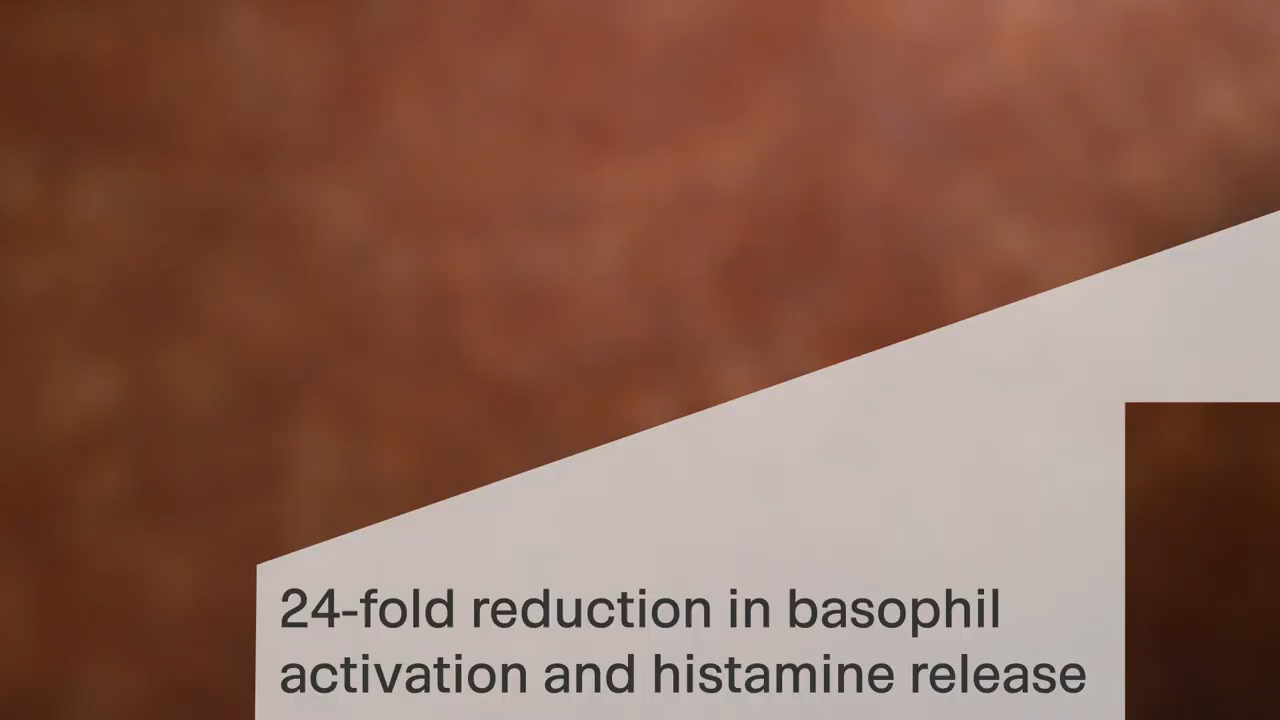 24-fold reduction in basophil
activation and histamine release